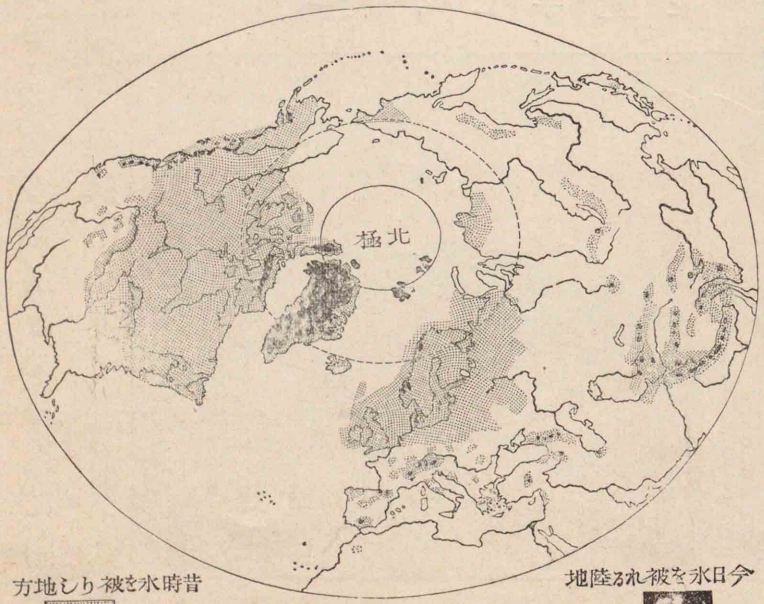 北極
今日氷を被れる陸地
昔時氷を被りし地方